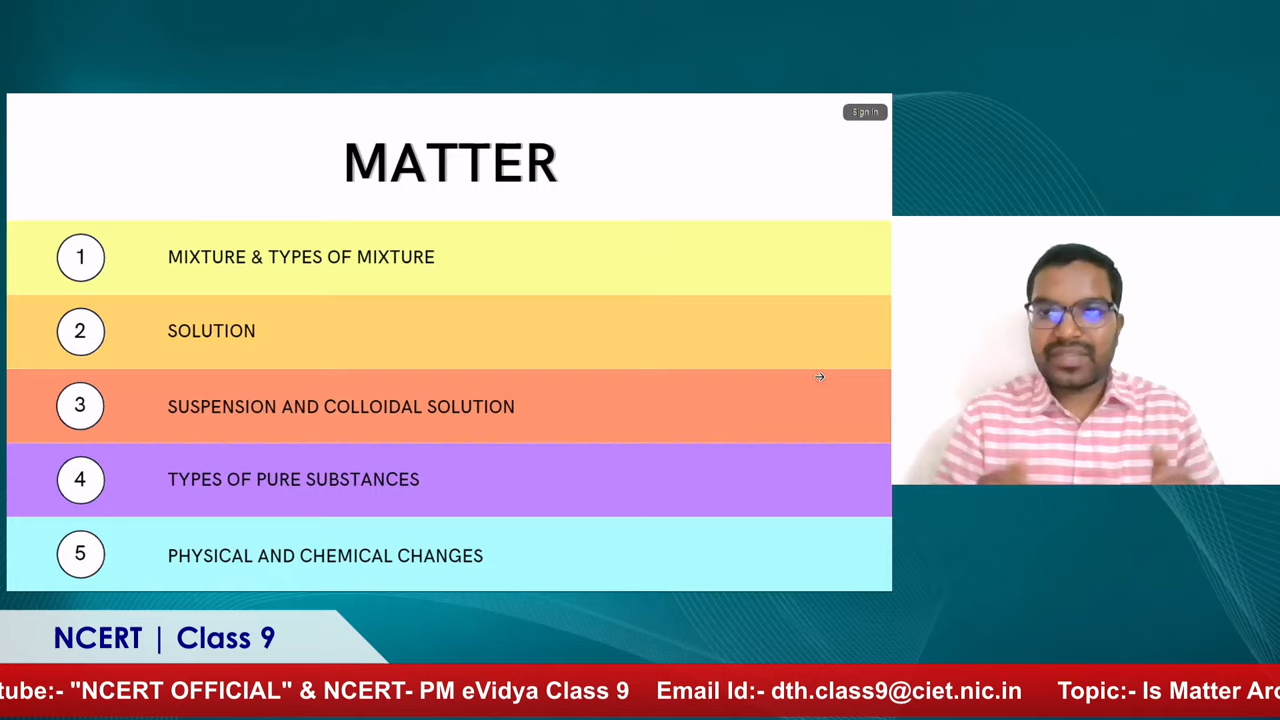 Sign in
MATTER
1
MIXTURE & TYPES OF MIXTURE
2
SOLUTION
3
SUSPENSION AND COLLOIDAL SOLUTION
4
TYPES OF PURE SUBSTANCES
5
PHYSICAL AND CHEMICAL CHANGES
NCERT | Class 9
tube:- "NCERT OFFICIAL" & NCERT- PM eVidya Class 9 Email Id:- dth.class9@ciet.nic.in Topic:- Is Matter Aro